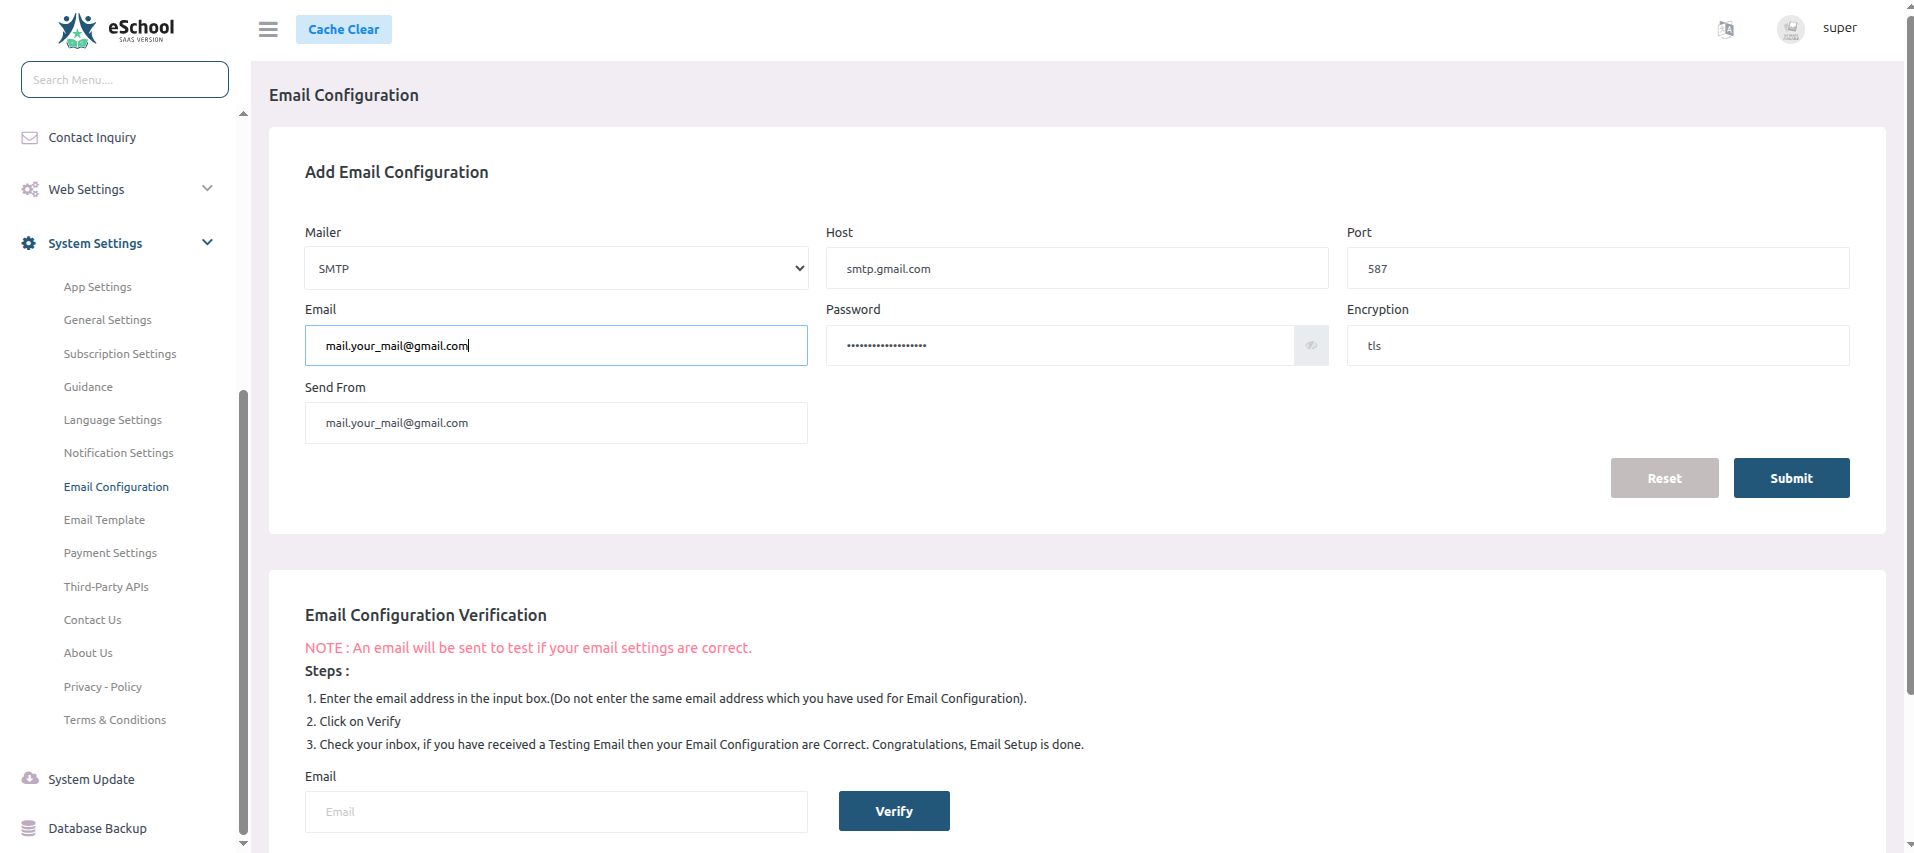 eSchool
SAAS VERSION
Cache Clear
super
Search Menu....
Contact Inquiry
Web Settings
System Settings
App Settings
General Settings
Subscription Settings
Guidance
Language Settings
Notification Settings
Email Configuration
Email Template
Payment Settings
Third-Party APIs
Contact Us
About Us
Privacy - Policy
Terms & Conditions
System Update
Database Backup
Email Configuration
Add Email Configuration
Mailer
Host
Port
SMTP
smtp.gmail.com
587
Email
Password
Encryption
mail.your_mail@gmail.com
•••••••••••••••••••
tls
Send From
mail.your_mail@gmail.com
Reset
Submit
Email Configuration Verification
NOTE : An email will be sent to test if your email settings are correct.
Steps :
1. Enter the email address in the input box.(Do not enter the same email address which you have used for Email Configuration).
2. Click on Verify
3. Check your inbox, if you have received a Testing Email then your Email Configuration are Correct. Congratulations, Email Setup is done.
Email
Email
Verify